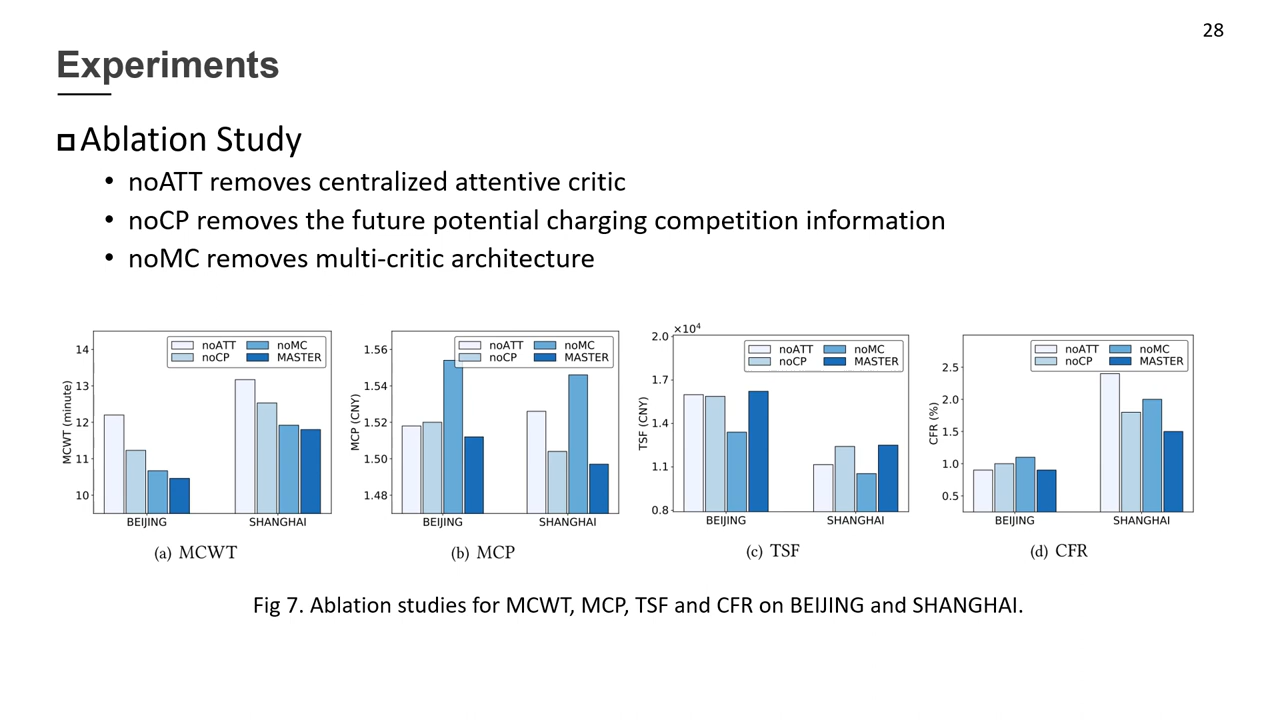 28
Experiments
Ablation Study
• noATT removes centralized attentive critic
• noCP removes the future potential charging competition information
• noMC removes multi-critic architecture
MCWT (minute)
14
13
12
11
10
noATT noMC
noCP MASTER
BEIJING SHANGHAI
(a) MCWT
MCP (CNY)
1.56
1.54
1.52
1.50
1.48
noATT noMC
noCP MASTER
BEIJING SHANGHAI
(b) MCP
TSF (CNY)
×10⁴
2.0
1.7
1.4
1.1
0.8
noATT noMC
noCP MASTER
BEIJING SHANGHAI
(c) TSF
CFR (%)
2.5
2.0
1.5
1.0
0.5
noATT noMC
noCP MASTER
BEIJING SHANGHAI
(d) CFR
Fig 7. Ablation studies for MCWT, MCP, TSF and CFR on BEIJING and SHANGHAI.